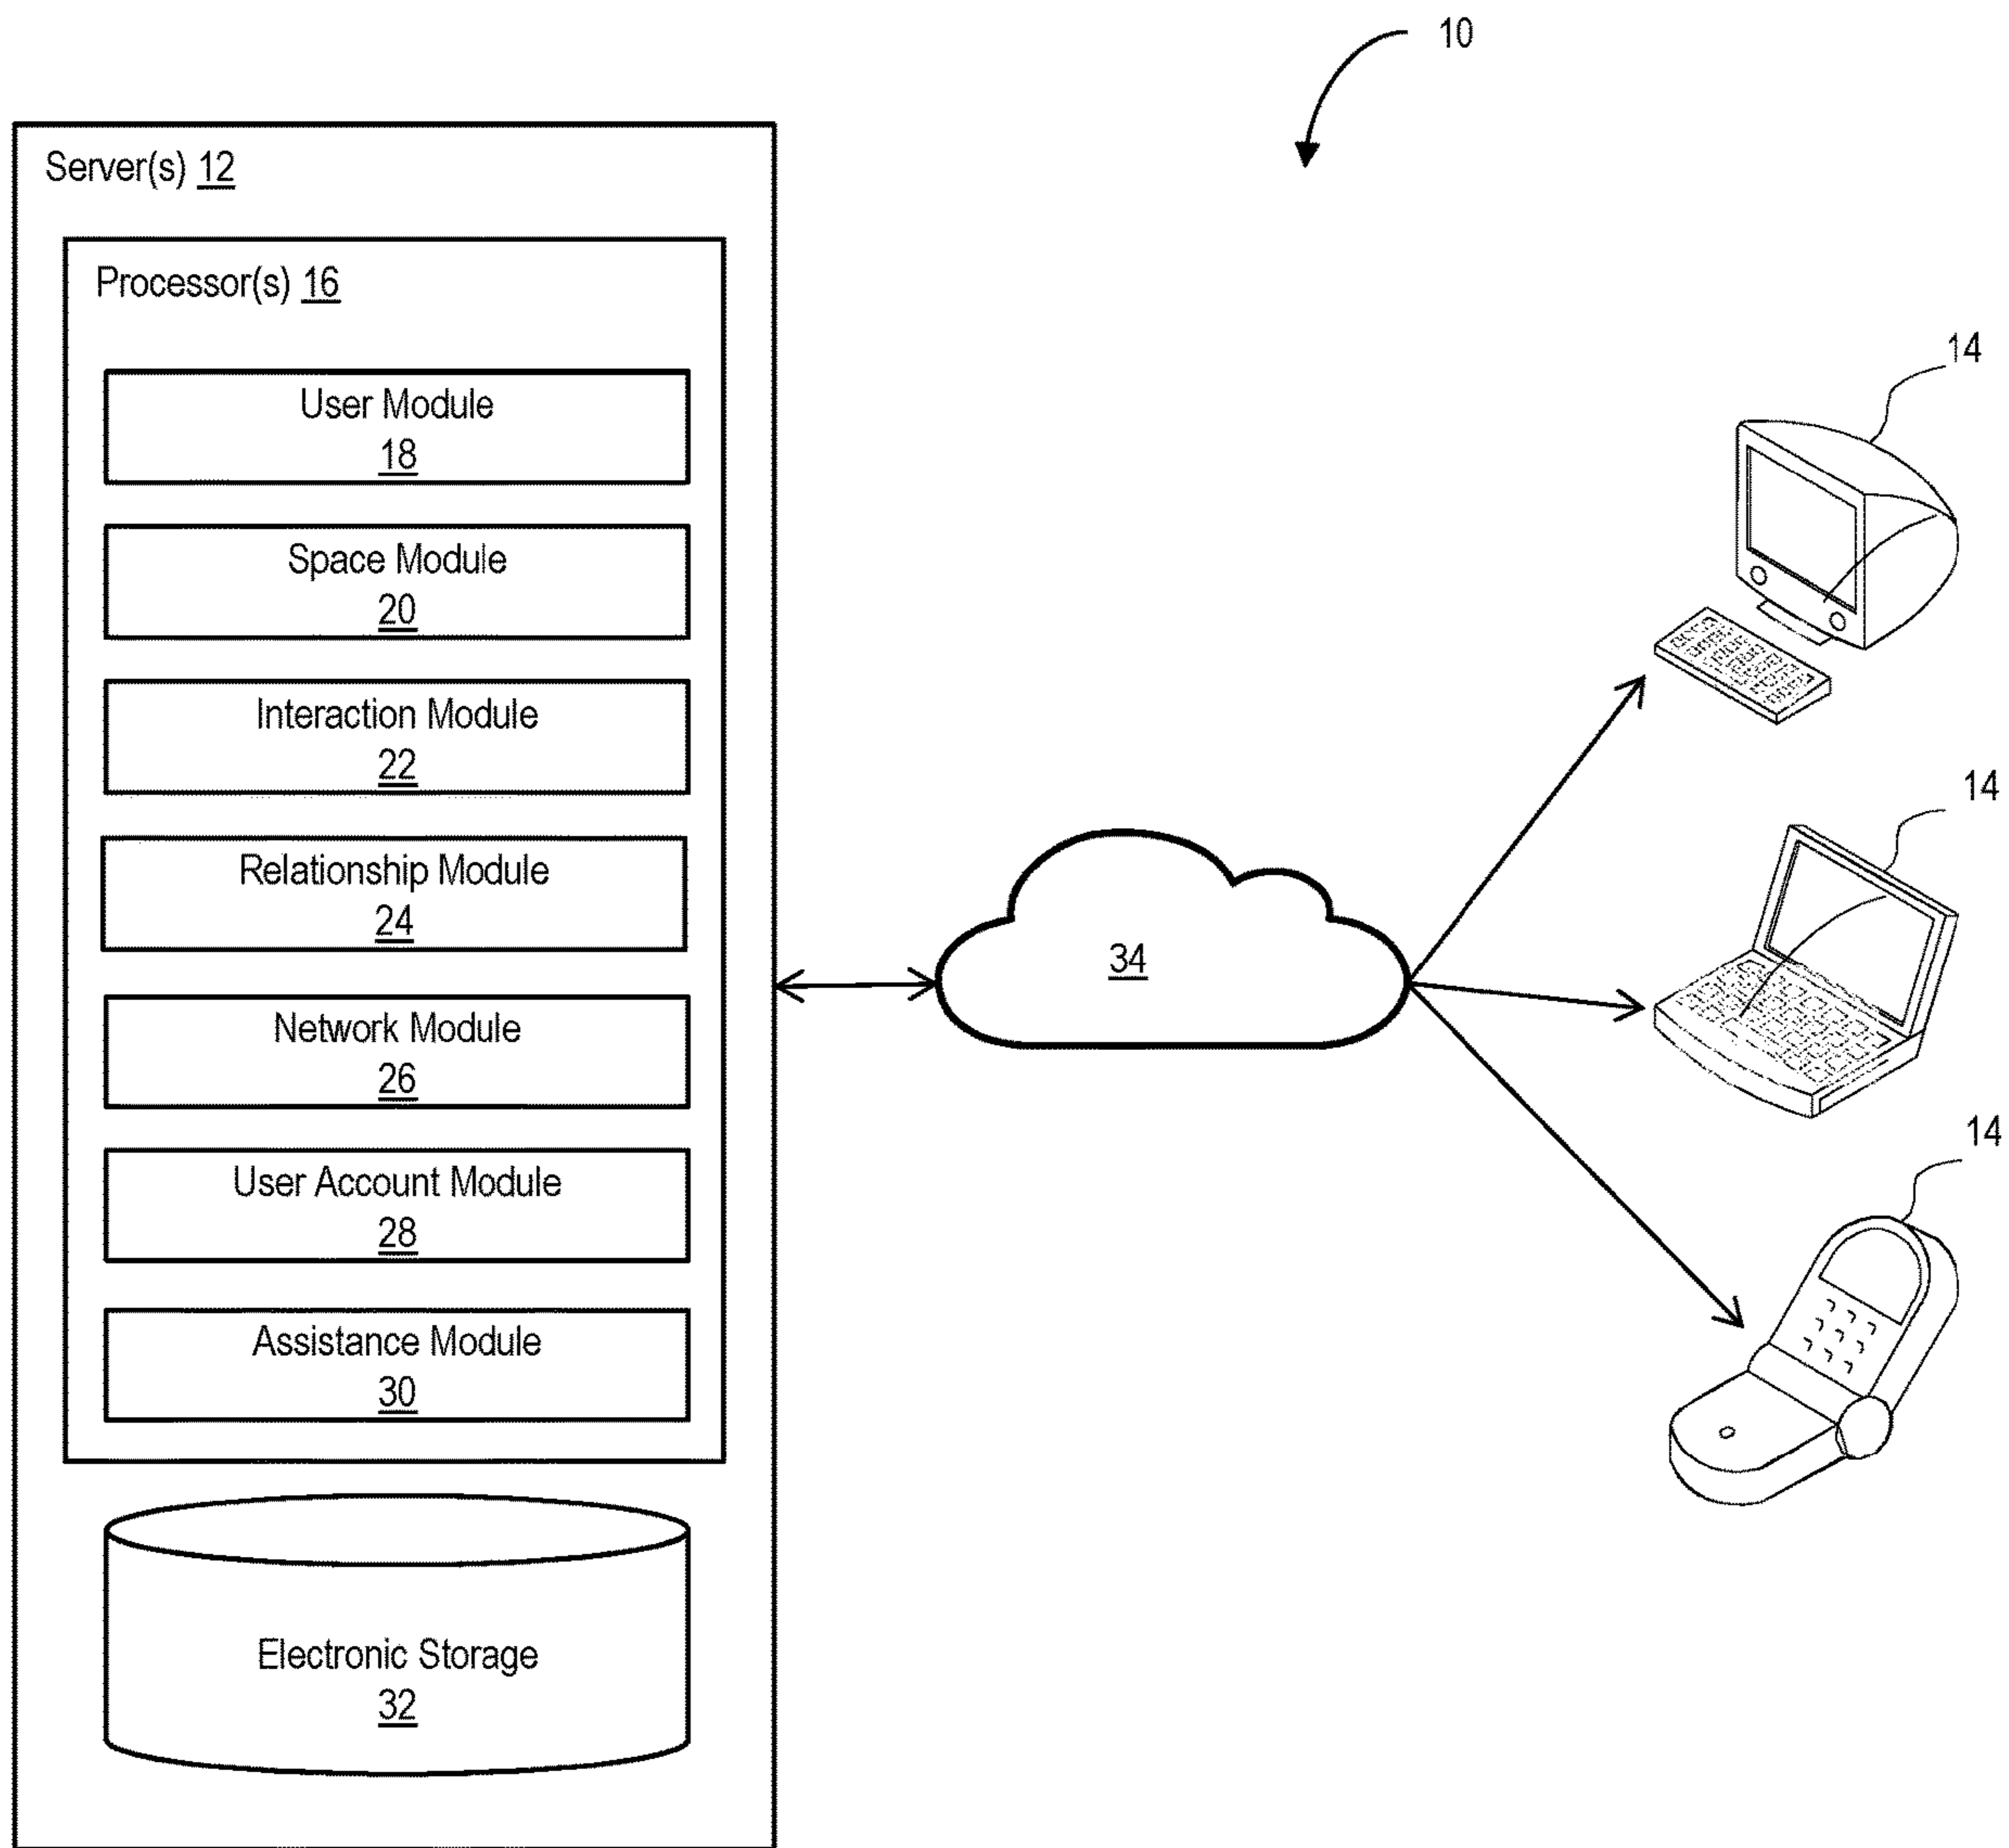 10
Server(s) 12
Processor(s) 16
User Module
18
Space Module
20
Interaction Module
22
Relationship Module
24
Network Module
26
User Account Module
28
Assistance Module
30
Electronic Storage
32
34
14
14
14